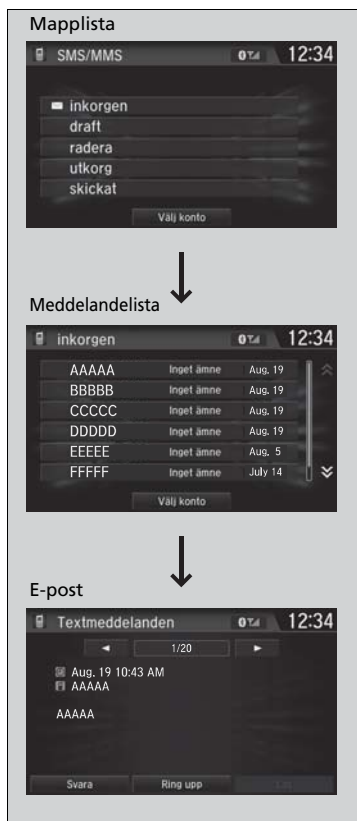 Mapplista
SMS/MMS 12:34
inkorgen
draft
radera
utkorg
skickat
Välj konto
Meddelandelista
inkorgen 12:34
AAAAA Inget ämne Aug. 19
BBBBB Inget ämne Aug. 19
CCCCC Inget ämne Aug. 19
DDDDD Inget ämne Aug. 19
EEEEE Inget ämne Aug. 5
FFFFF Inget ämne July 14
Välj konto
E-post
Textmeddelanden 12:34
1/20
Aug. 19 10:43 AM
AAAAA
AAAAA
Svara Ring upp